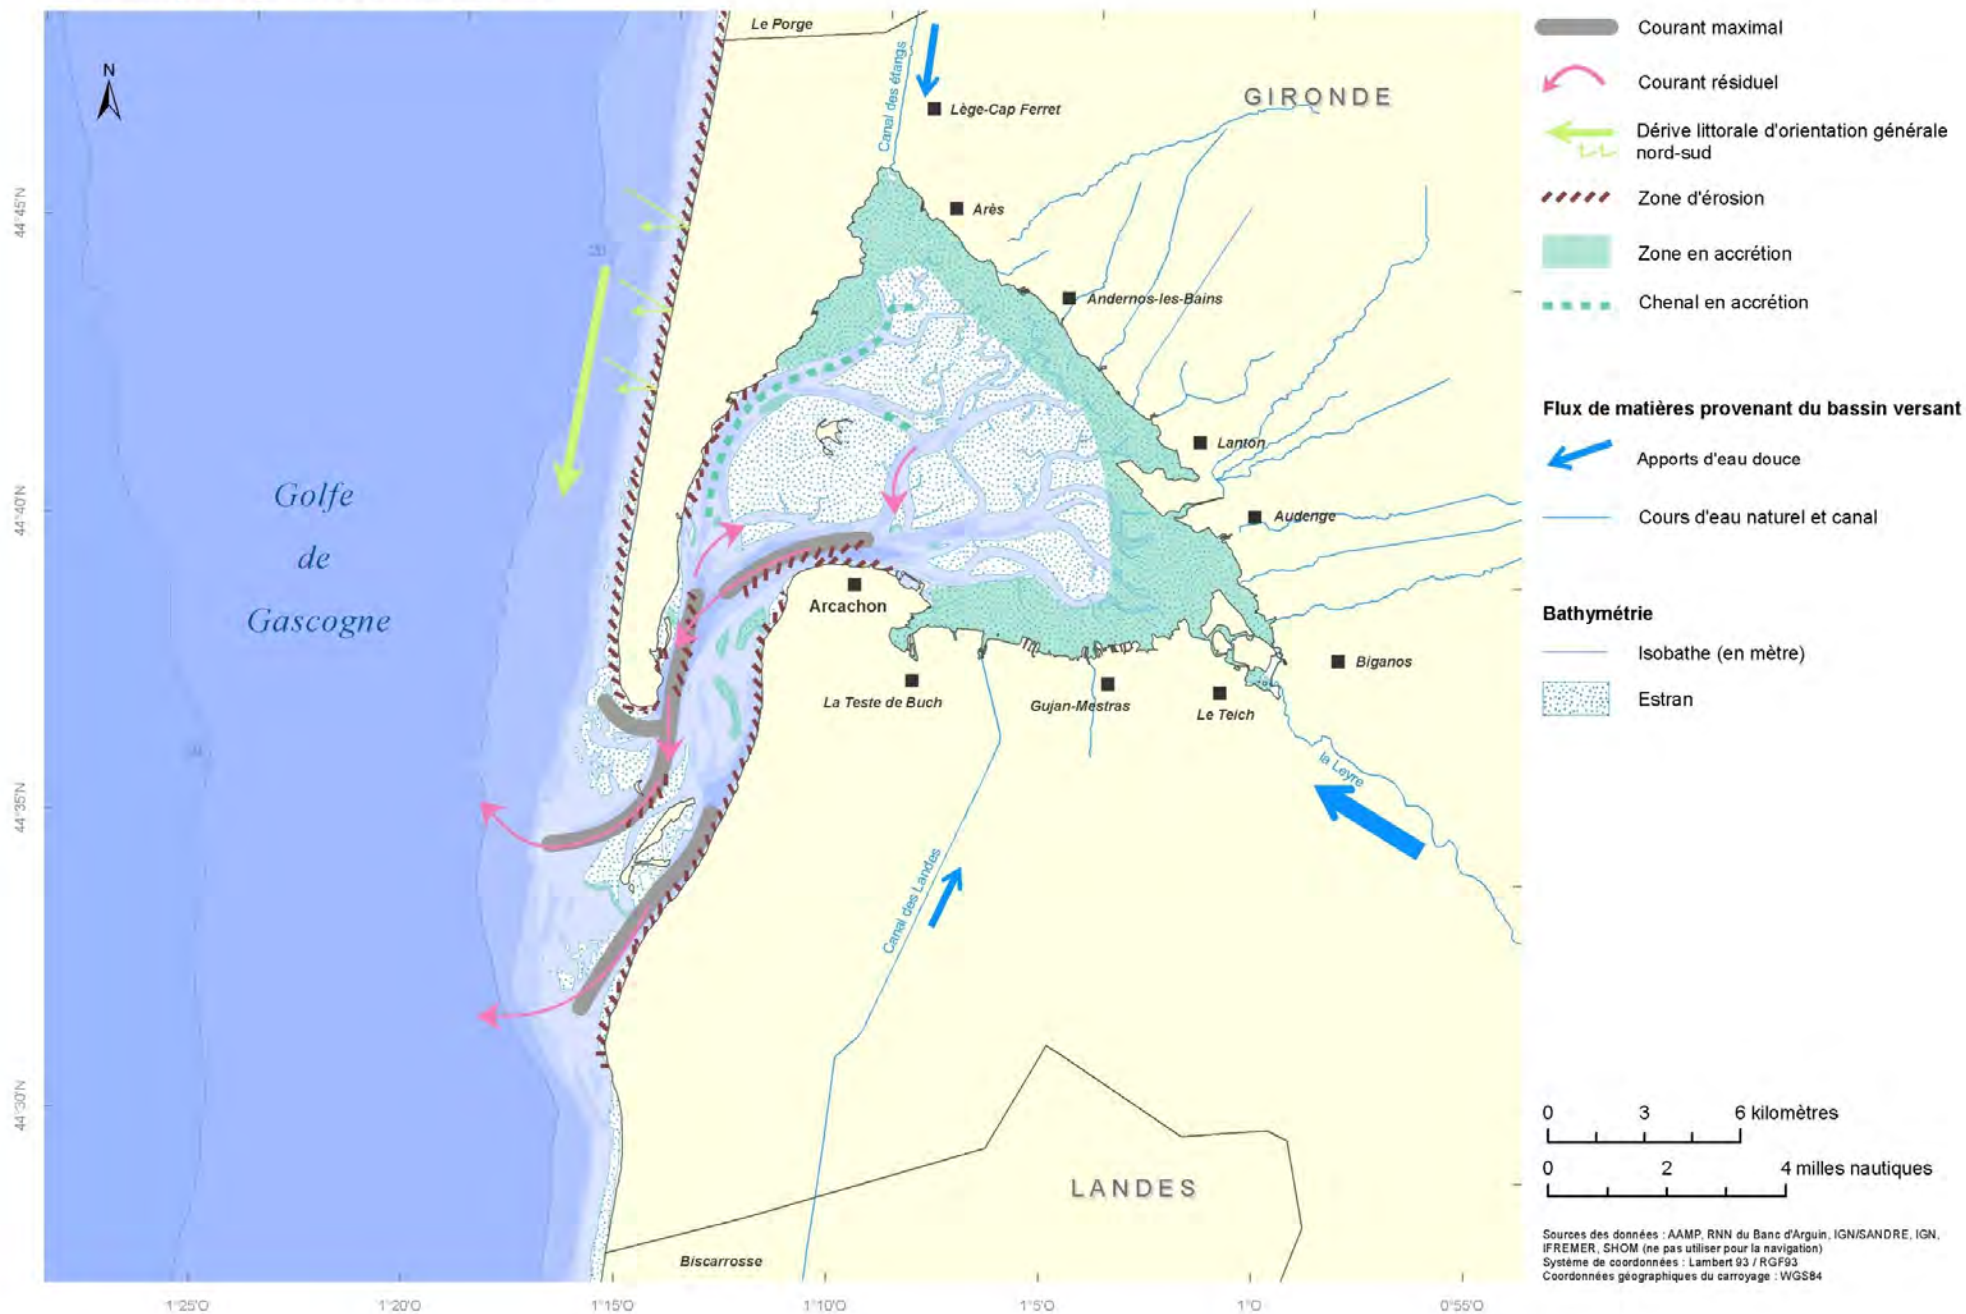 Le Porge
N
Canal des étangs
Lège-Cap Ferret
GIRONDE
Arès
Andernos-les-Bains
Lanton
Audenge
Golfe
de
Gascogne
Arcachon
La Teste de Buch
Gujan-Mestras
Le Teich
Biganos
la Leyre
Canal des Landes
LANDES
Biscarrosse
44°45'N
44°40'N
44°35'N
44°30'N
1°25'O
1°20'O
1°15'O
1°10'O
1°5'O
1°O
0°55'O
Courant maximal
Courant résiduel
Dérive littorale d'orientation générale
nord-sud
Zone d'érosion
Zone en accrétion
Chenal en accrétion
Flux de matières provenant du bassin versant
Apports d'eau douce
Cours d'eau naturel et canal
Bathymétrie
Isobathe (en mètre)
Estran
0 3 6 kilomètres
0 2 4 milles nautiques
Sources des données : AAMP, RNN du Banc d'Arguin, IGN/SANDRE, IGN,
IFREMER, SHOM (ne pas utiliser pour la navigation)
Système de coordonnées : Lambert 93 / RGF93
Coordonnées géographiques du carroyage : WGS84